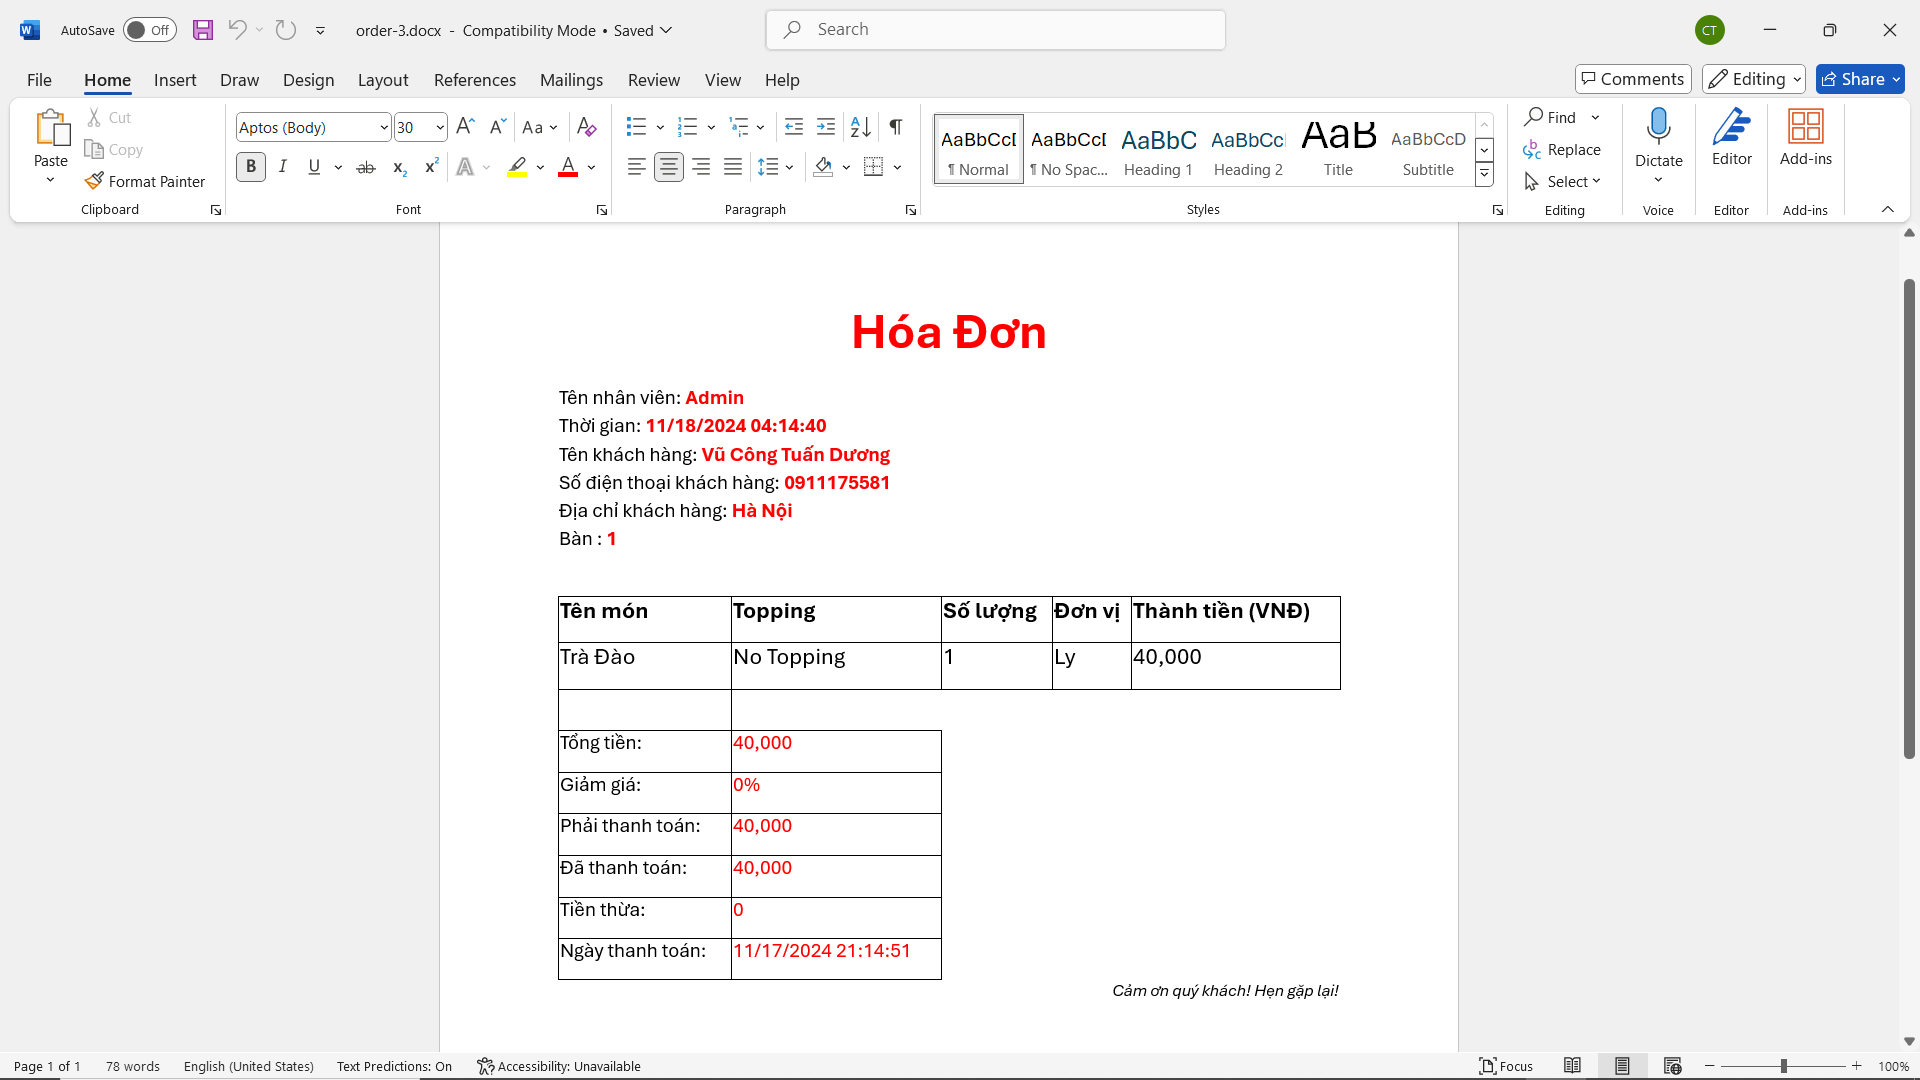 AutoSave Off order-3.docx - Compatibility Mode • Saved Search CT
File Home Insert Draw Design Layout References Mailings Review View Help Comments Editing Share
Paste Cut Copy Format Painter Clipboard
Aptos (Body) 30 Font
Paragraph
AaBbCcD AaBbCcD AaBbC AaBbCc AaB AaBbCcD
¶ Normal ¶ No Spac... Heading 1 Heading 2 Title Subtitle
Styles
Find Replace Select Editing
Dictate Voice
Editor Editor
Add-ins Add-ins
Hóa Đơn
Tên nhân viên: Admin
Thời gian: 11/18/2024 04:14:40
Tên khách hàng: Vũ Công Tuấn Dương
Số điện thoại khách hàng: 0911175581
Địa chỉ khách hàng: Hà Nội
Bàn : 1
Tên món Topping Số lượng Đơn vị Thành tiền (VNĐ)
Trà Đào No Topping 1 Ly 40,000
Tổng tiền: 40,000
Giảm giá: 0%
Phải thanh toán: 40,000
Đã thanh toán: 40,000
Tiền thừa: 0
Ngày thanh toán: 11/17/2024 21:14:51
Cảm ơn quý khách! Hẹn gặp lại!
Page 1 of 1 78 words English (United States) Text Predictions: On Accessibility: Unavailable Focus 100%